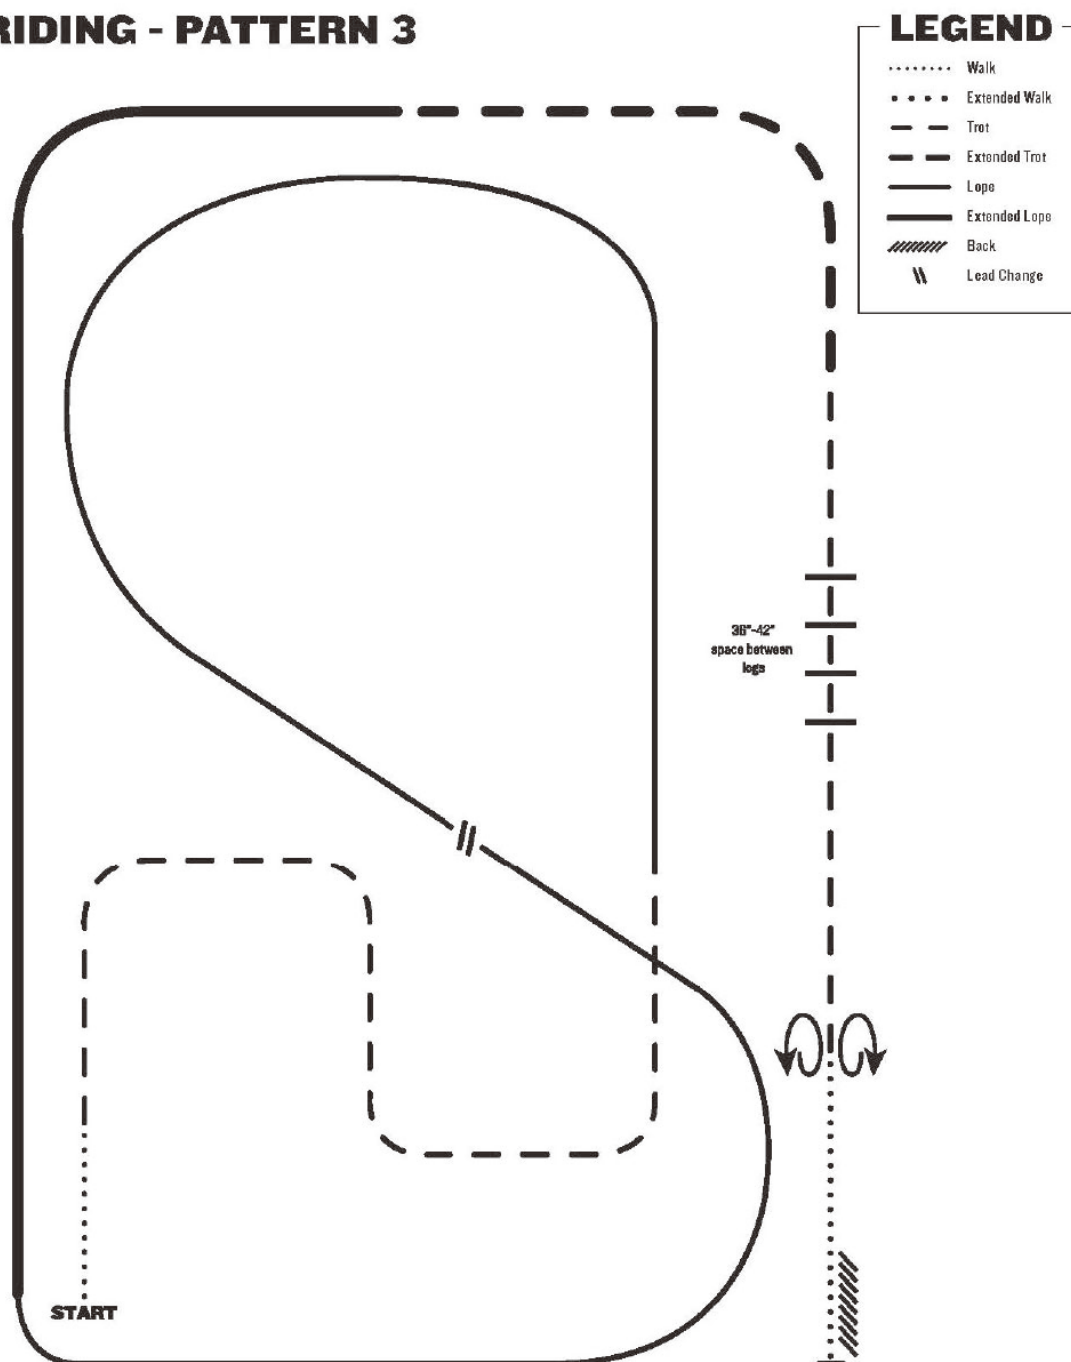 RIDING - PATTERN 3
LEGEND
Walk
Extended Walk
Trot
Extended Trot
Lope
Extended Lope
Back
Lead Change
36"-42"
space between
logs
START